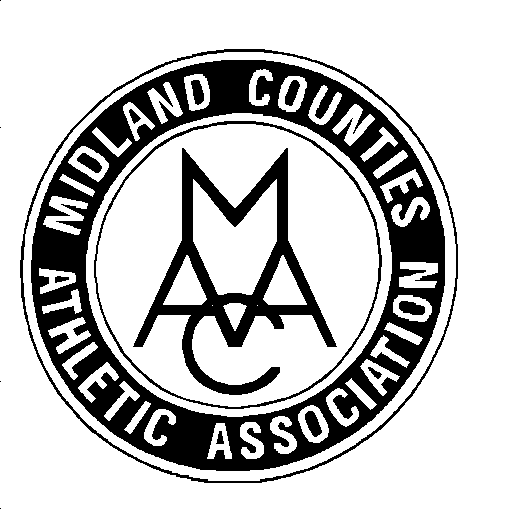 MIDLAND COUNTIES
ATHLETIC ASSOCIATION
M
A A
C